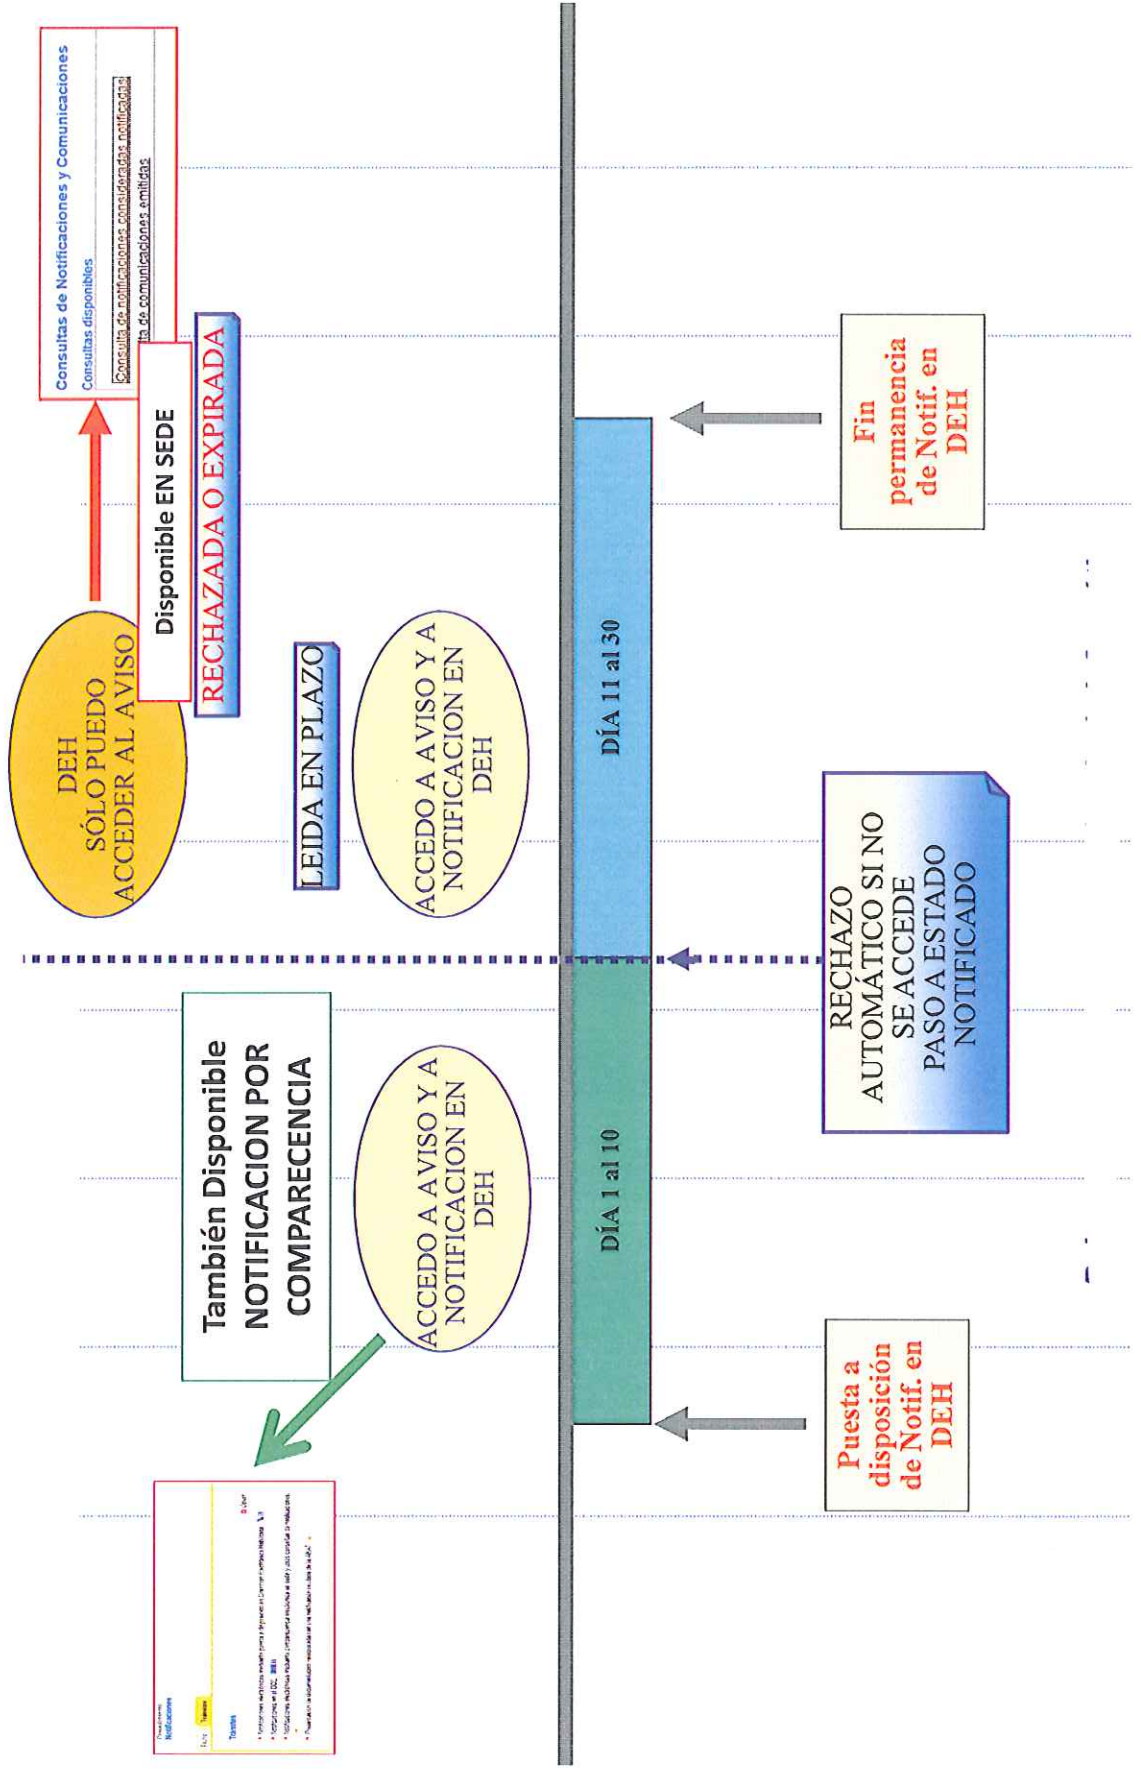 Notificaciones
Trámites
También Disponible
NOTIFICACION POR
COMPARECENCIA
ACCEDO A AVISO Y A
NOTIFICACION EN
DEH
DEH
SÓLO PUEDO
ACCEDER AL AVISO
Consultas de Notificaciones y Comunicaciones
Consultas disponibles
Consulta de notificaciones consideradas notificadas
ta de comunicaciones emitidas
Disponible EN SEDE
RECHAZADA O EXPIRADA
LEIDA EN PLAZO
ACCEDO A AVISO Y A
NOTIFICACION EN
DEH
DÍA 1 al 10
DÍA 11 al 30
Puesta a
disposición
de Notif. en
DEH
RECHAZO
AUTOMÁTICO SI NO
SE ACCEDE
PASO A ESTADO
NOTIFICADO
Fin
permanencia
de Notif. en
DEH